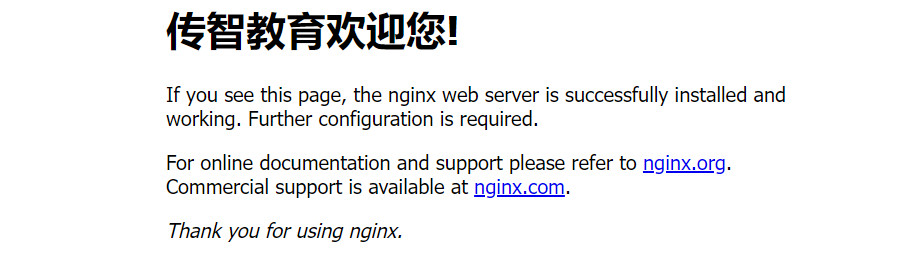 传智教育欢迎您!
If you see this page, the nginx web server is successfully installed and
working. Further configuration is required.
For online documentation and support please refer to nginx.org.
Commercial support is available at nginx.com.
Thank you for using nginx.